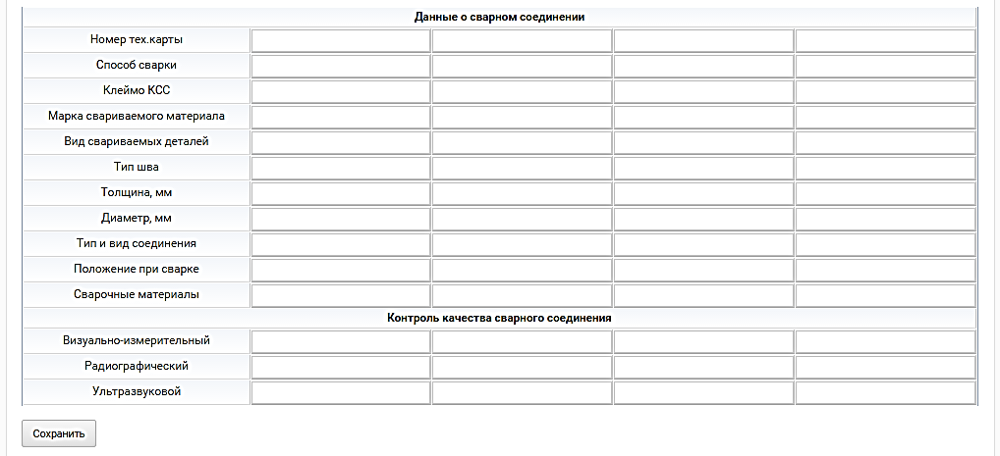 Данные о сварном соединении
Номер тех.карты
Способ сварки
Клеймо КСС
Марка свариваемого материала
Вид свариваемых деталей
Тип шва
Толщина, мм
Диаметр, мм
Тип и вид соединения
Положение при сварке
Сварочные материалы
Контроль качества сварного соединения
Визуально-измерительный
Радиографический
Ультразвуковой
Сохранить